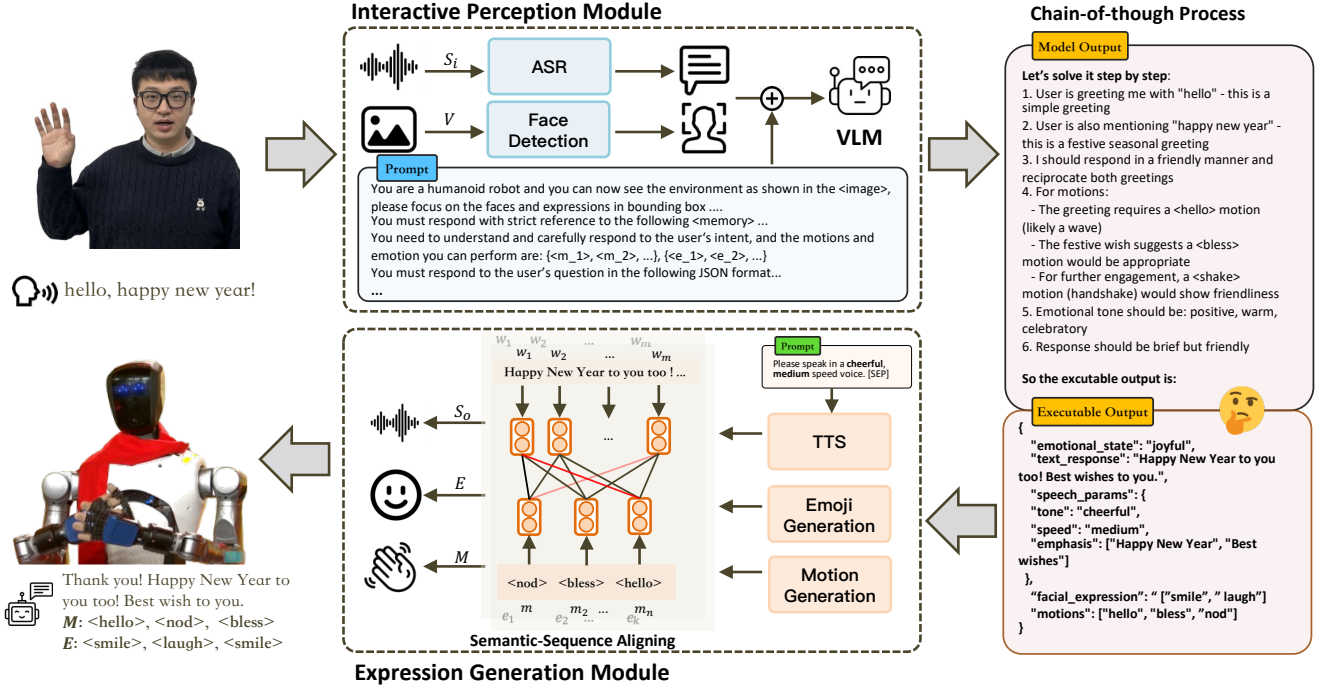 Interactive Perception Module
Chain-of-though Process
hello, happy new year!
S_i
ASR
V
Face
Detection
VLM
Prompt
You are a humanoid robot and you can now see the environment as shown in the <image>,
please focus on the faces and expressions in bounding box ....
You must respond with strict reference to the following <memory> ...
You need to understand and carefully respond to the user's intent, and the motions and
emotion you can perform are: {<m_1>, <m_2>, ...}, {<e_1>, <e_2>, ...}
You must respond to the user's question in the following JSON format...
...
Model Output
Let's solve it step by step:
1. User is greeting me with "hello" - this is a
simple greeting
2. User is also mentioning "happy new year" -
this is a festive seasonal greeting
3. I should respond in a friendly manner and
reciprocate both greetings
4. For motions:
- The greeting requires a <hello> motion
(likely a wave)
- The festive wish suggests a <bless>
motion would be appropriate
- For further engagement, a <shake>
motion (handshake) would show friendliness
5. Emotional tone should be: positive, warm,
celebratory
6. Response should be brief but friendly
So the excutable output is:
Executable Output
{
"emotional_state": "joyful",
"text_response": "Happy New Year to you
too! Best wishes to you.",
"speech_params": {
"tone": "cheerful",
"speed": "medium",
"emphasis": ["Happy New Year", "Best
wishes"]
},
"facial_expression": " ["smile", " laugh"]
"motions": ["hello", "bless", "nod"]
}
Prompt
Please speak in a cheerful,
medium speed voice. [SEP]
TTS
Emoji
Generation
Motion
Generation
w_1 w_2 ... w_m
w_1 w_2 ... w_m
Happy New Year to you too ! ...
...
<nod> <bless> <hello>
m m_2 ... m_n
e_1 e_2 ... e_k
Semantic-Sequence Aligning
S_o
E
M
Expression Generation Module
Thank you! Happy New Year to
you too! Best wish to you.
M: <hello>, <nod>, <bless>
E: <smile>, <laugh>, <smile>